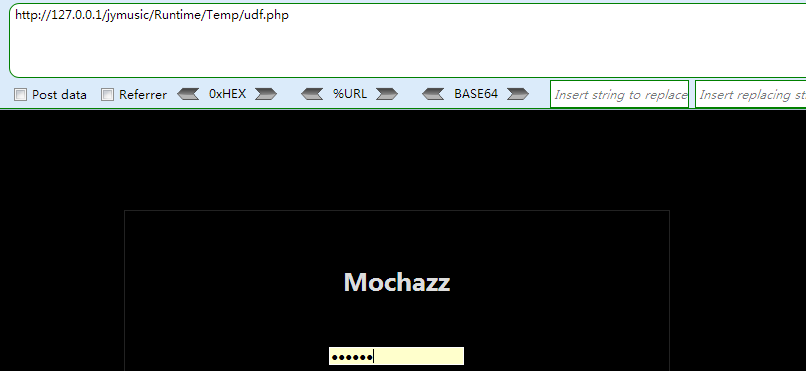 http://127.0.0.1/jymusic/Runtime/Temp/udf.php
Post data Referrer 0xHEX %URL BASE64 Insert string to replace Insert replacing st
Mochazz
••••••